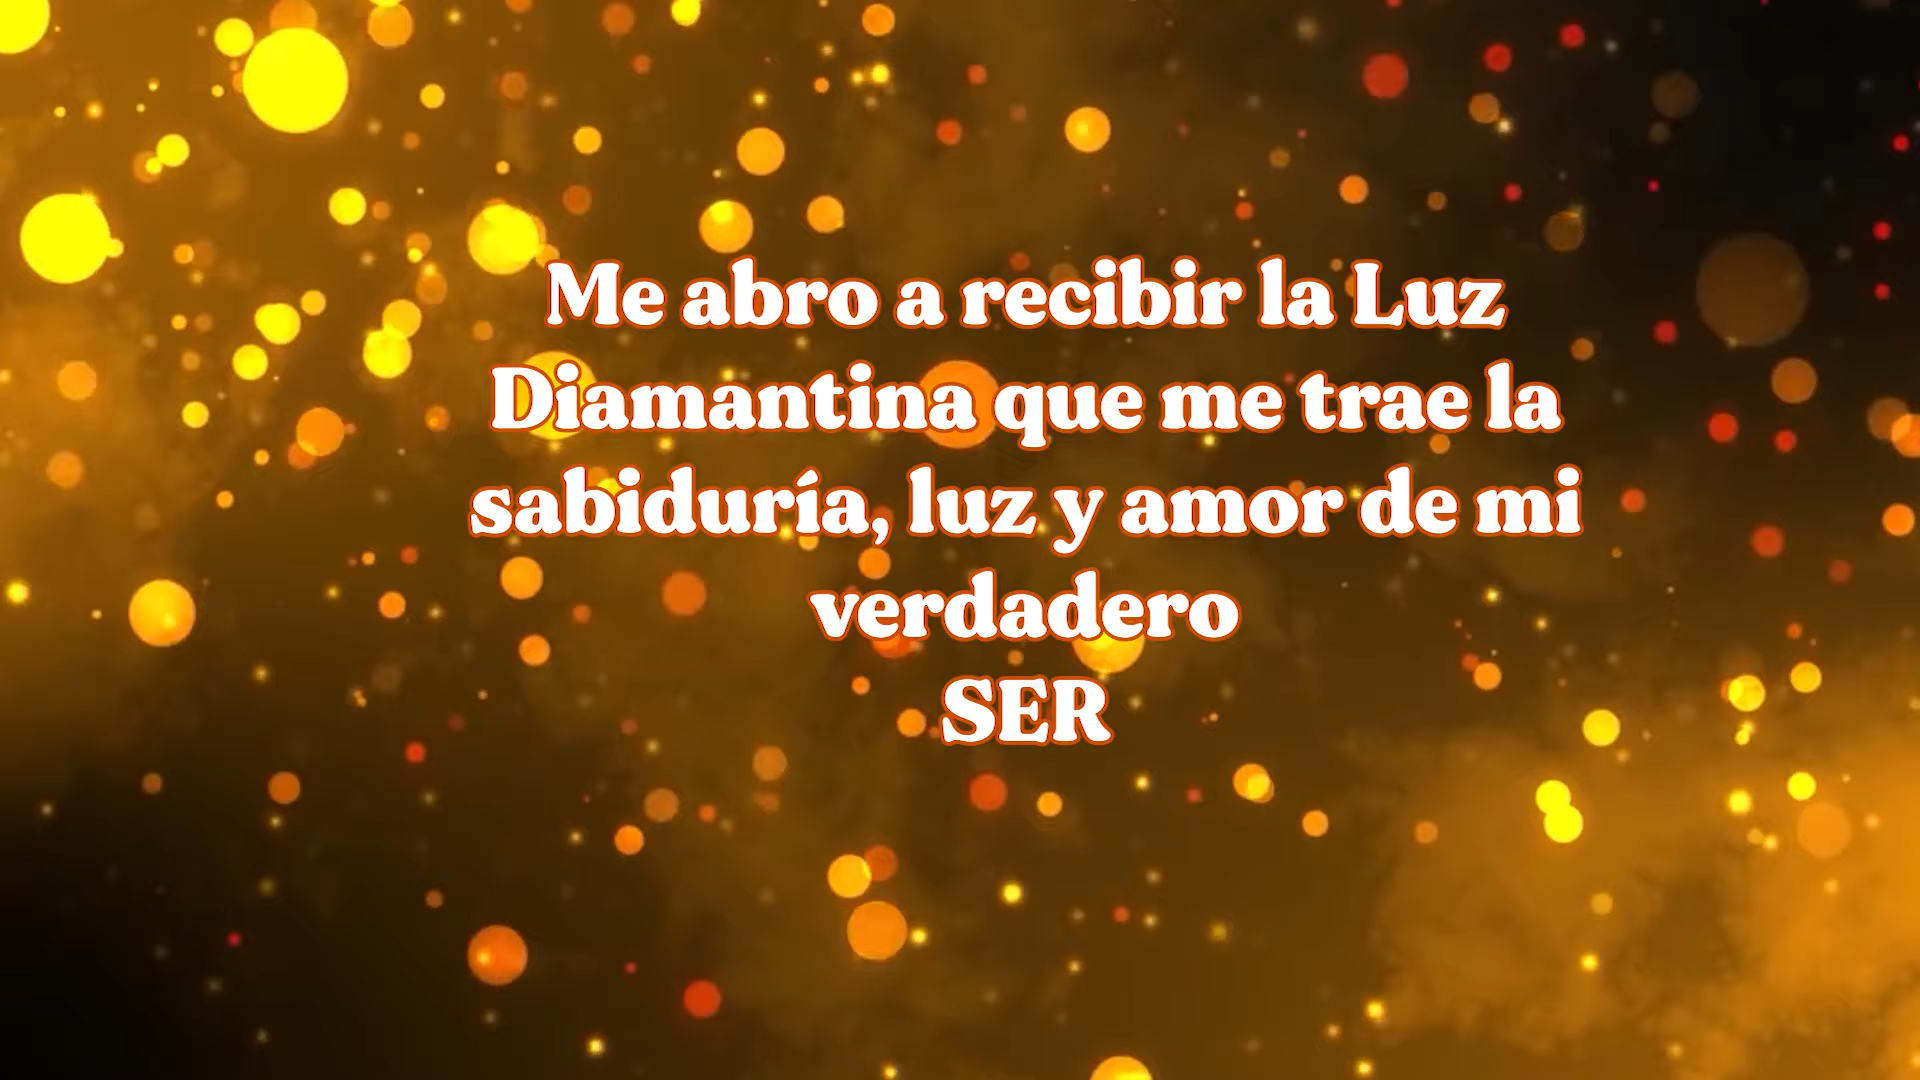 Me abro a recibir la Luz
Diamantina que me trae la
sabiduría, luz y amor de mi
verdadero
SER